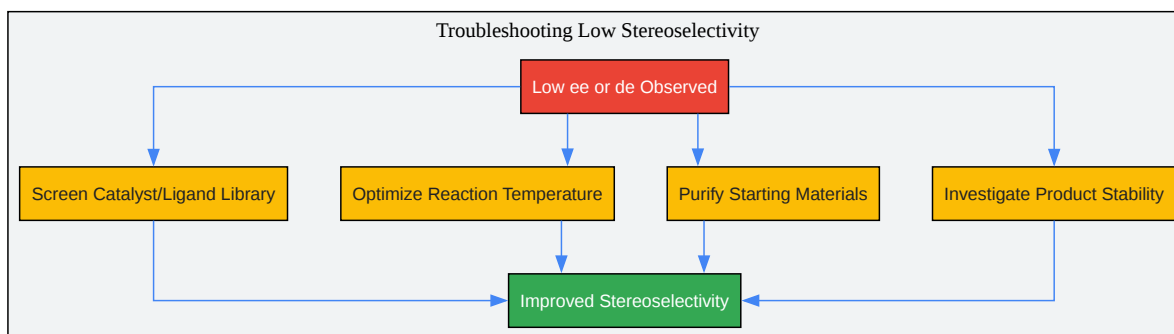 Troubleshooting Low Stereoselectivity
Low ee or de Observed
Screen Catalyst/Ligand Library
Optimize Reaction Temperature
Purify Starting Materials
Investigate Product Stability
Improved Stereoselectivity